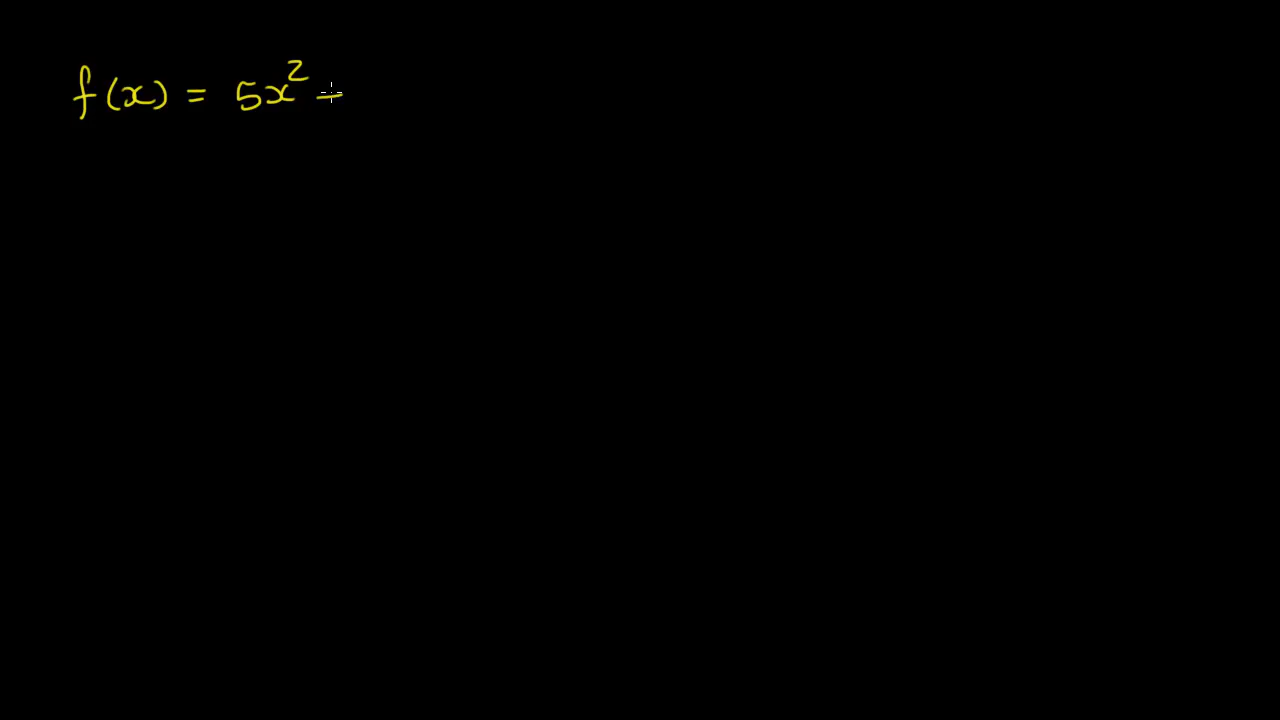 f(x) = 5x² –